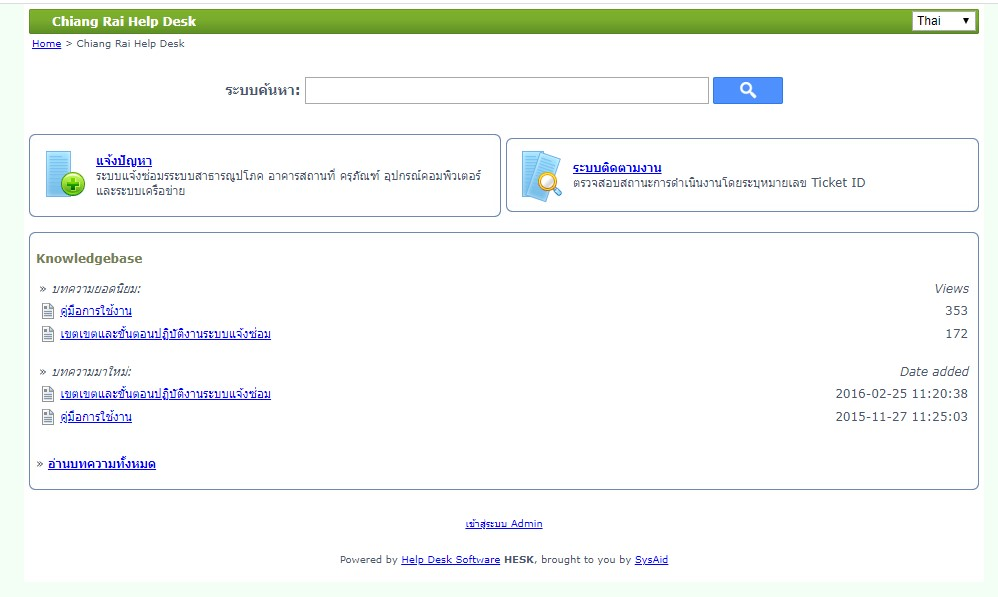 Chiang Rai Help Desk
Thai
Home > Chiang Rai Help Desk
ระบบค้นหา:
แจ้งปัญหา
ระบบแจ้งซ่อมระบบสาธารณูปโภค อาคารสถานที่ ครุภัณฑ์ อุปกรณ์คอมพิวเตอร์
และระบบเครือข่าย
ระบบติดตามงาน
ตรวจสอบสถานะการดำเนินงานโดยระบุหมายเลข Ticket ID
Knowledgebase
» บทความยอดนิยม: Views
คู่มือการใช้งาน 353
เขตเขตและขั้นตอนปฏิบัติงานระบบแจ้งซ่อม 172
» บทความมาใหม่: Date added
เขตเขตและขั้นตอนปฏิบัติงานระบบแจ้งซ่อม 2016-02-25 11:20:38
คู่มือการใช้งาน 2015-11-27 11:25:03
» อ่านบทความทั้งหมด
เข้าสู่ระบบ Admin
Powered by Help Desk Software HESK, brought to you by SysAid